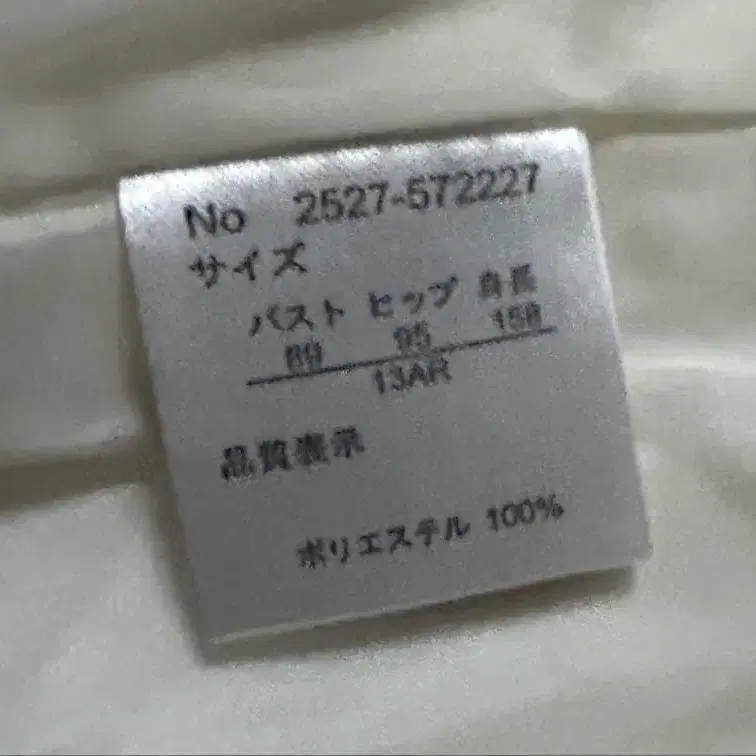 No 2527-572227
サイズ
バスト ヒップ 身長
89 95 158
13AR
品質表示
ポリエステル 100%